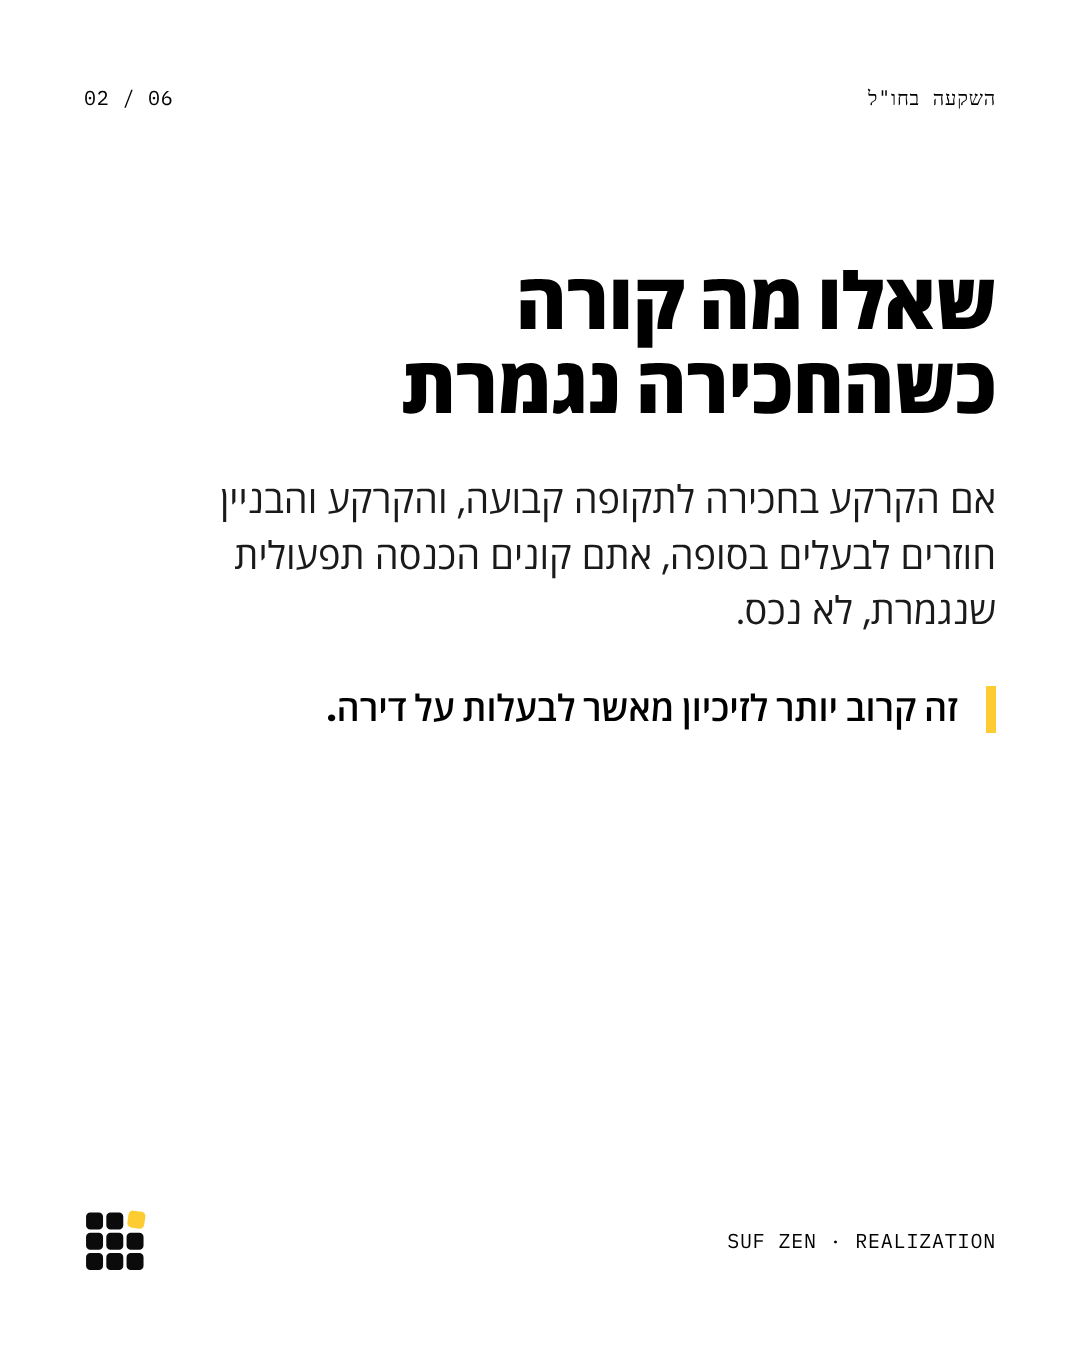 השקעה בחו"ל
02 / 06
שאלו מה קורה
כשהחכירה נגמרת
אם הקרקע בחכירה לתקופה קבועה, והקרקע והבניין
חוזרים לבעלים בסופה, אתם קונים הכנסה תפעולית
שנגמרת, לא נכס.
זה קרוב יותר לזיכיון מאשר לבעלות על דירה.
SUF ZEN · REALIZATION